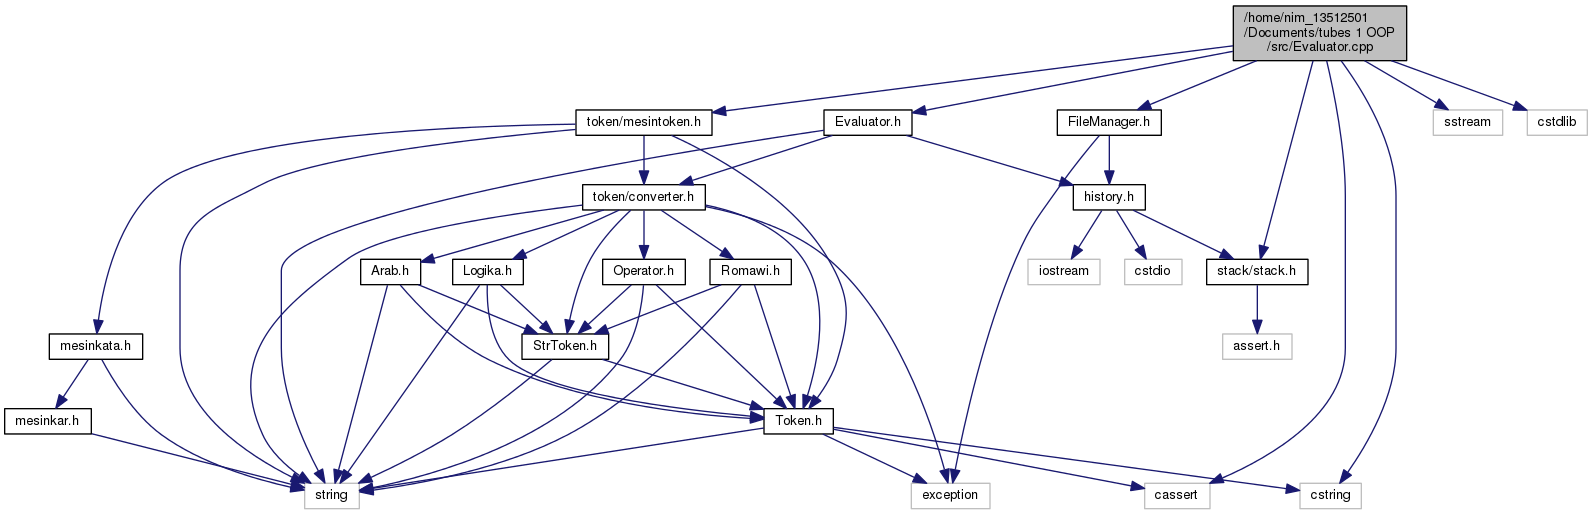 /home/nim_13512501
/Documents/tubes 1 OOP
/src/Evaluator.cpp
token/mesintoken.h
Evaluator.h
FileManager.h
sstream
cstdlib
token/converter.h
history.h
Arab.h
Logika.h
Operator.h
Romawi.h
iostream
cstdio
stack/stack.h
mesinkata.h
StrToken.h
assert.h
mesinkar.h
Token.h
string
exception
cassert
cstring